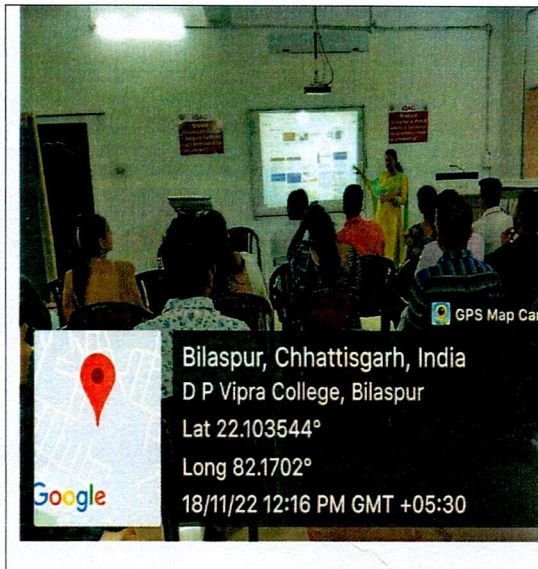 IQAC
GPS Map Car
Bilaspur, Chhattisgarh, India
D P Vipra College, Bilaspur
Lat 22.103544°
Long 82.1702°
Google
18/11/22 12:16 PM GMT +05:30